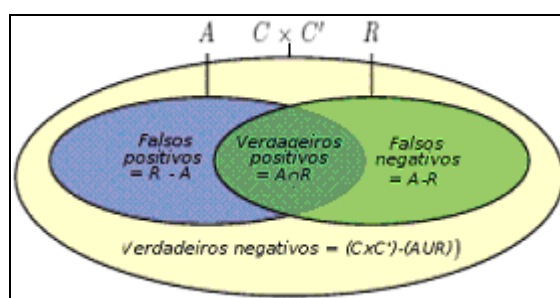 A C × C' R
Falsos
positivos
= R - A
Verdadeiros
positivos
= A∩R
Falsos
negativos
= A-R
Verdadeiros negativos = (CxC')-(AUR))